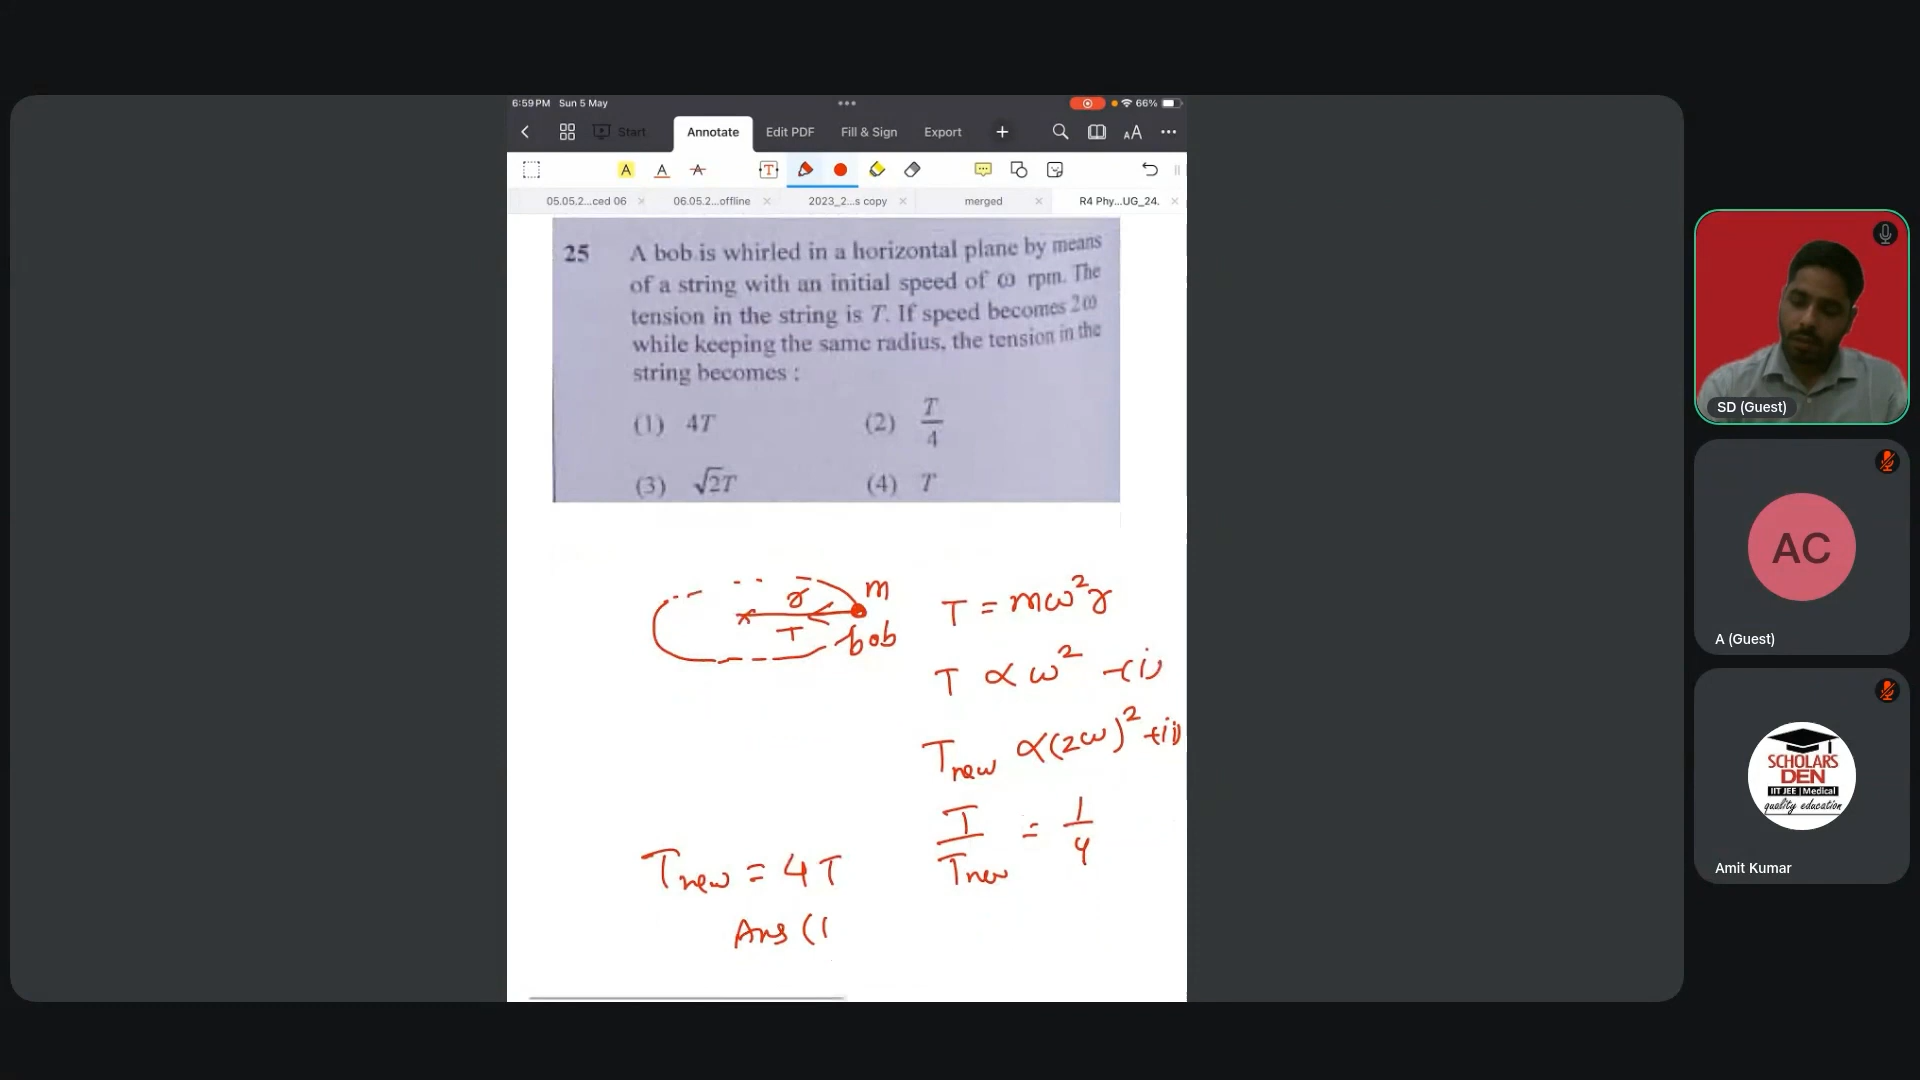 6:59 PM Sun 5 May
66%
Start
Annotate
Edit PDF
Fill & Sign
Export
05.05.2...ced 06
06.05.2...offline
2023_2...s copy
merged
R4 Phy...UG_24.
25 A bob is whirled in a horizontal plane by means
of a string with an initial speed of ω rpm. The
tension in the string is T. If speed becomes 2ω
while keeping the same radius, the tension in the
string becomes :
(1) 4T (2) T/4
(3) √2T (4) T
r m
T bob
T = mω²r
T ∝ ω² -(i)
T new ∝ (2ω)² -(ii)
T/T new = 1/4
T new = 4T
Ans (1
SD (Guest)
AC
A (Guest)
SCHOLARS
DEN
IIT JEE | Medical
quality education
Amit Kumar